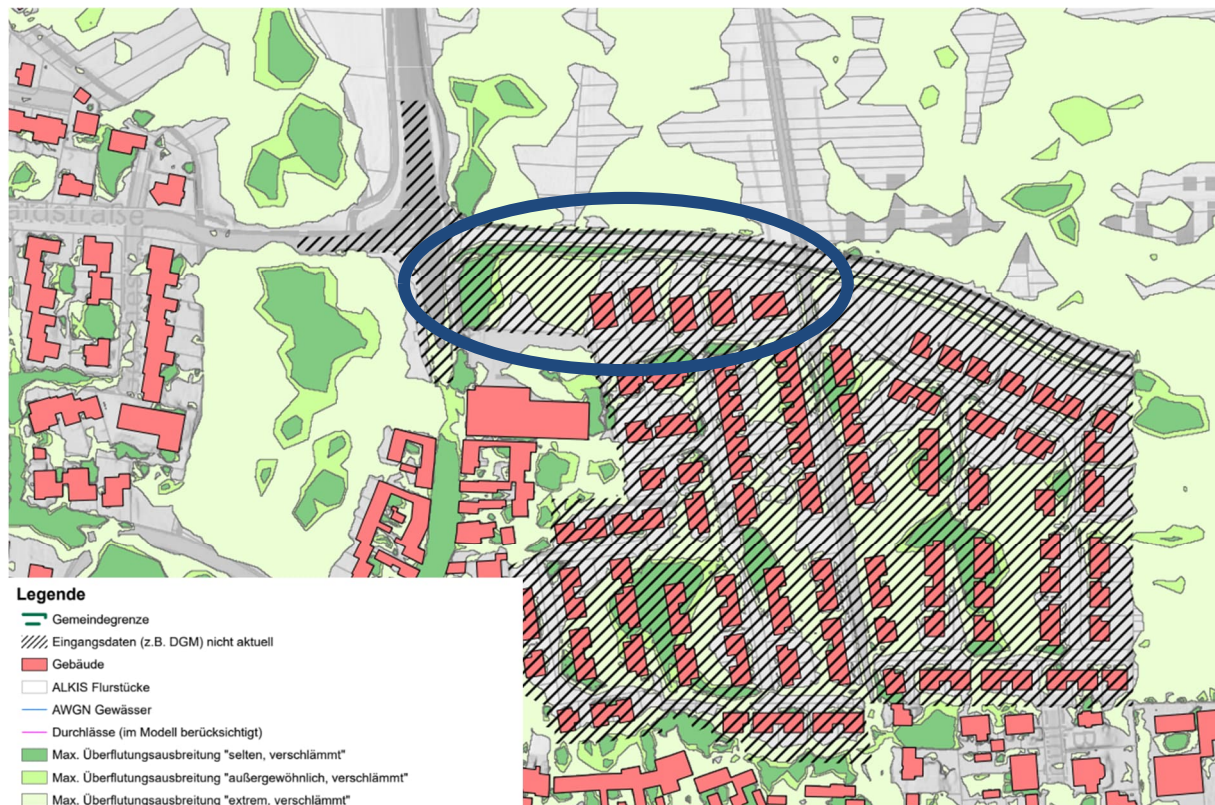 aldstraße
Legende
Gemeindegrenze
Eingangsdaten (z.B. DGM) nicht aktuell
Gebäude
ALKIS Flurstücke
AWGN Gewässer
Durchlässe (im Modell berücksichtigt)
Max. Überflutungsausbreitung "selten, verschlämmt"
Max. Überflutungsausbreitung "außergewöhnlich, verschlämmt"
Max. Überflutungsausbreitung "extrem, verschlämmt"